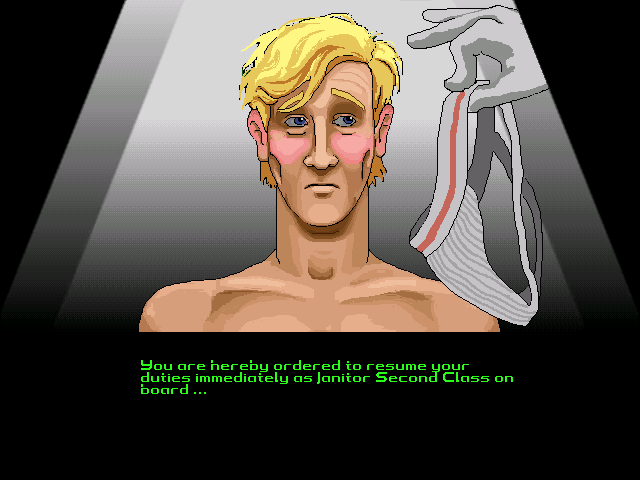 You are hereby ordered to resume your
duties immediately as Janitor Second Class on
board ...